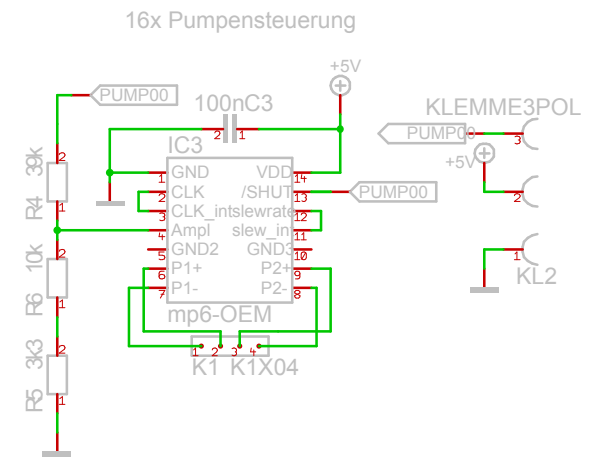 16x Pumpensteuerung
+5V
PUMP00
100nC3
KLEMME3POL
2 1
PUMP00 3
IC3
+5V
39k 2
R4 1
1 GND VDD 14
2 CLK /SHUT 13 PUMP00
3 CLK_intslewrate 12
4 Ampl slew_in 11
5 GND2 GND3 10
6 P1+ P2+ 9
7 P1- P2- 8
2
1
KL2
10k 2
R6 1
mp6-OEM
1 2 3 4
K1 K1X04
3K3 2
R5 1